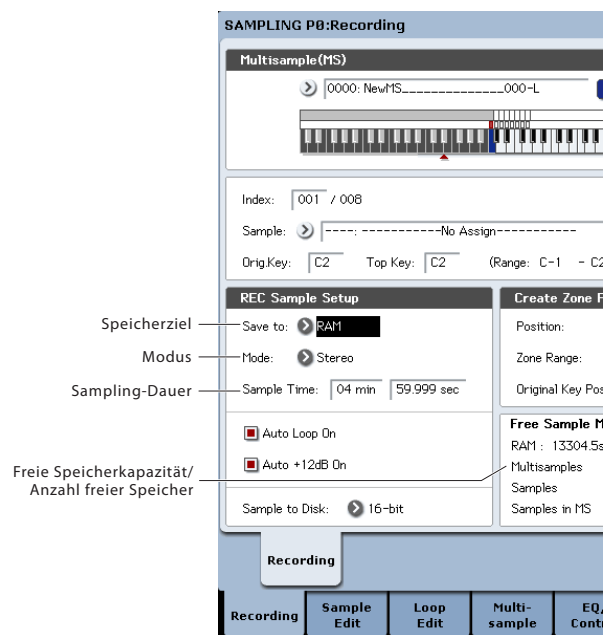 SAMPLING P0:Recording
Multisample(MS)
0000: NewMS______________000-L
Index: 001 / 008
Sample: ----: -----------No Assign-----------
Orig.Key: C2 Top Key: C2 (Range: C-1 - C2
REC Sample Setup
Speicherziel
Save to: RAM
Modus
Mode: Stereo
Sampling-Dauer
Sample Time: 04 min 59.999 sec
Auto Loop On
Auto +12dB On
Freie Speicherkapazität/
Anzahl freier Speicher
Sample to Disk: 16-bit
Create Zone P
Position:
Zone Range:
Original Key Pos
Free Sample M
RAM : 13304.5s
Multisamples
Samples
Samples in MS
Recording
Recording
Sample Edit
Loop Edit
Multi-sample
EQ/
Contr